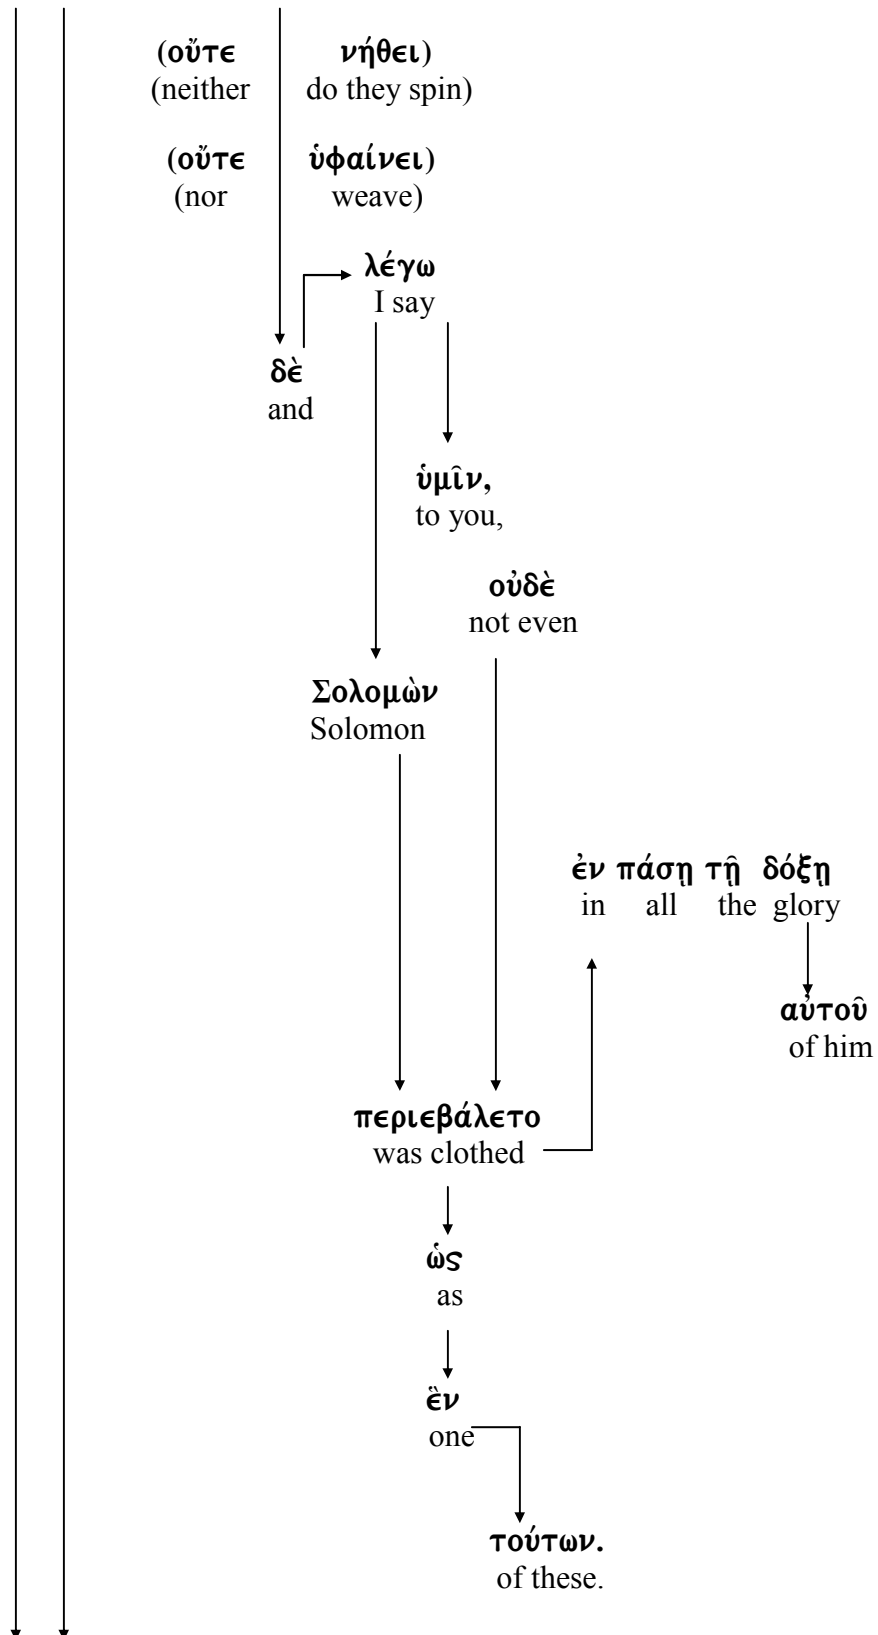 (οὔτε νήθει)
(neither do they spin)
(οὔτε ὑφαίνει)
(nor weave)
λέγω
I say
δὲ
and
ὑμῖν,
to you,
οὐδὲ
not even
Σολομὼν
Solomon
ἐν πάσῃ τῇ δόξῃ
in all the glory
αὐτοῦ
of him
περιεβάλετο
was clothed
ὡς
as
ἓν
one
τούτων.
of these.